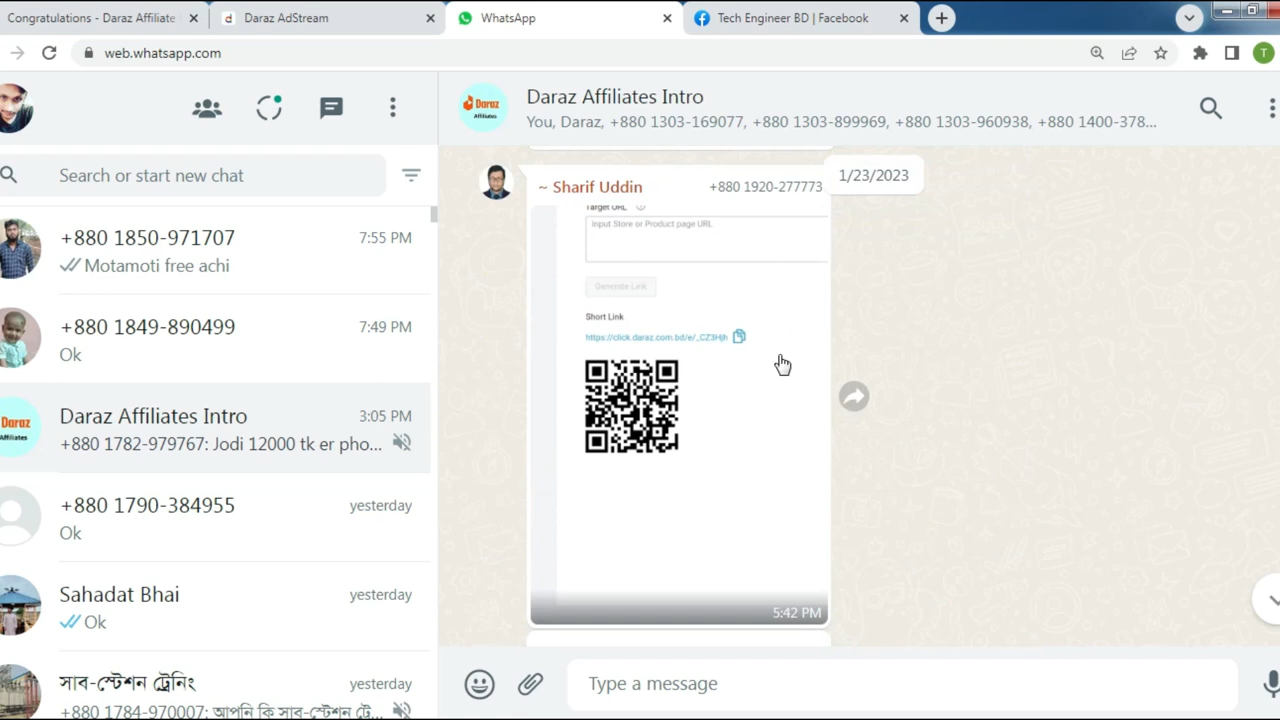 Congratulations - Daraz Affiliate
Daraz AdStream
WhatsApp
Tech Engineer BD | Facebook
web.whatsapp.com
T
Daraz
Affiliates
Daraz Affiliates Intro
You, Daraz, +880 1303-169077, +880 1303-899969, +880 1303-960938, +880 1400-378...
Search or start new chat
+880 1850-971707
7:55 PM
Motamoti free achi
+880 1849-890499
7:49 PM
Ok
Daraz
Affiliates
Daraz Affiliates Intro
3:05 PM
+880 1782-979767: Jodi 12000 tk er pho...
+880 1790-384955
yesterday
Ok
Sahadat Bhai
yesterday
Ok
সাব-স্টেশন ট্রেনিং
yesterday
+880 1784-970007: আপনি কি সাব-স্টেশন ট্রে...
1/23/2023
~ Sharif Uddin
+880 1920-277773
Target URL
Input Store or Product page URL
Generate Link
Short Link
https://click.daraz.com.bd/e/_CZ3Hjh
5:42 PM
Type a message